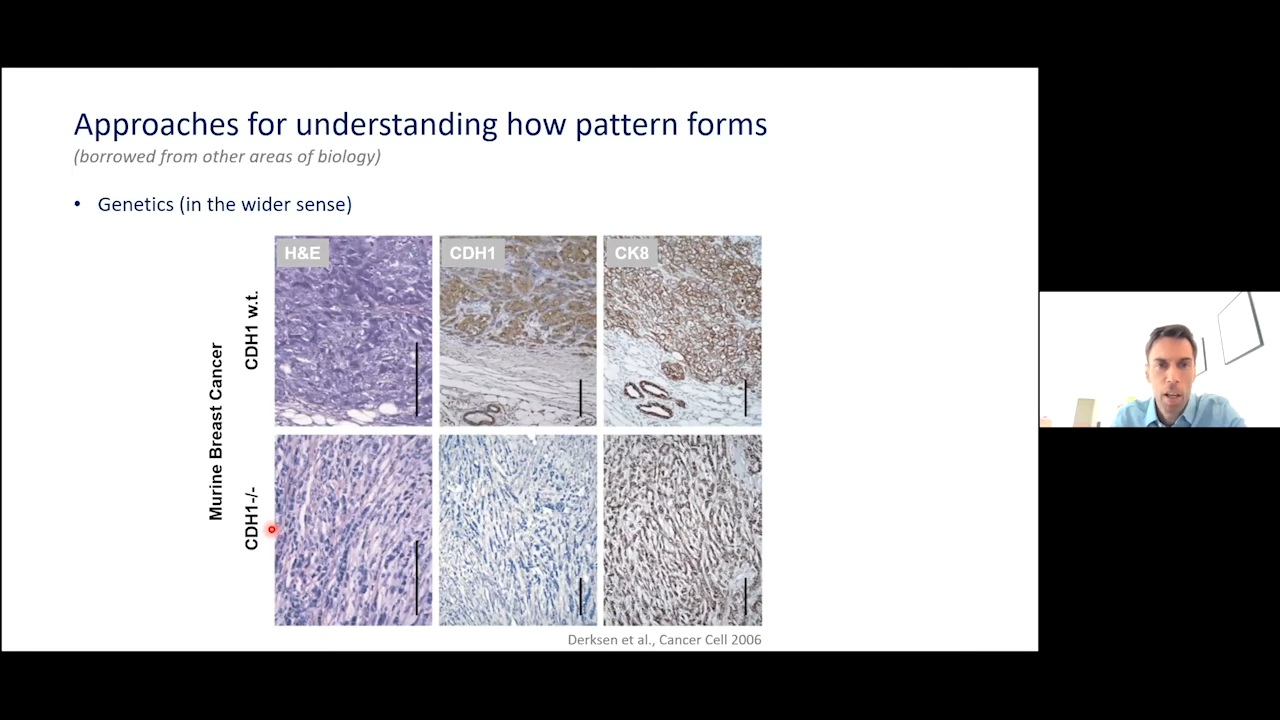 Approaches for understanding how pattern forms
(borrowed from other areas of biology)
• Genetics (in the wider sense)
Murine Breast Cancer
CDH1 w.t.
H&E
CDH1
CK8
CDH1-/-
Derksen et al., Cancer Cell 2006